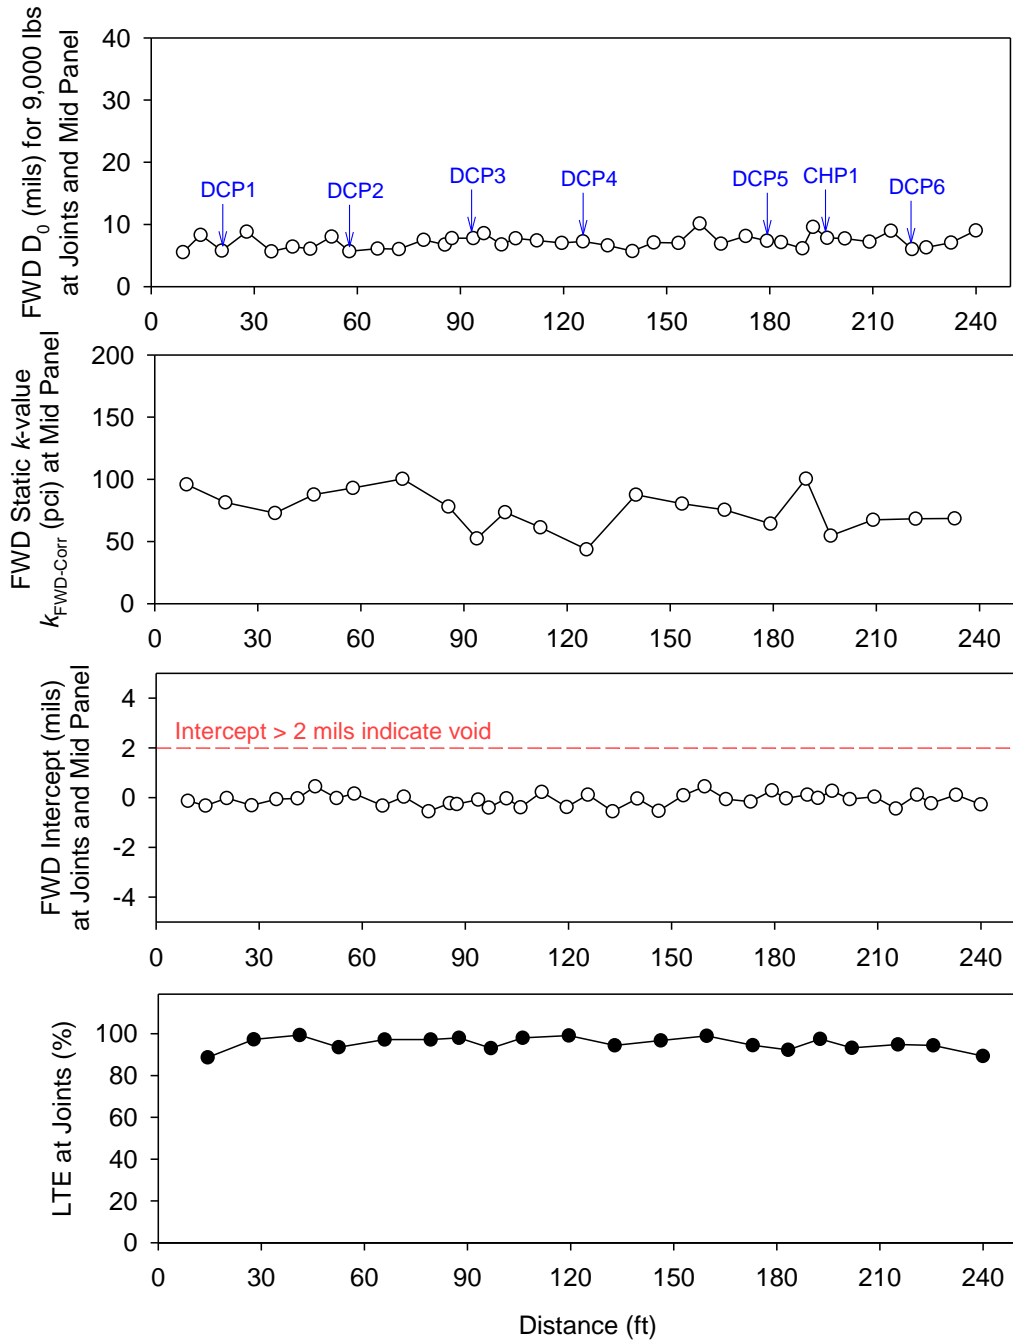 FWD D0 (mils) for 9,000 lbs
at Joints and Mid Panel
40
30
20
10
0
DCP1
DCP2
DCP3
DCP4
DCP5
CHP1
DCP6
0 30 60 90 120 150 180 210 240
FWD Static k-value
kFWD-Corr (pci) at Mid Panel
200
150
100
50
0
0 30 60 90 120 150 180 210 240
FWD Intercept (mils)
at Joints and Mid Panel
4
2
0
-2
-4
Intercept > 2 mils indicate void
0 30 60 90 120 150 180 210 240
LTE at Joints (%)
100
80
60
40
20
0
0 30 60 90 120 150 180 210 240
Distance (ft)